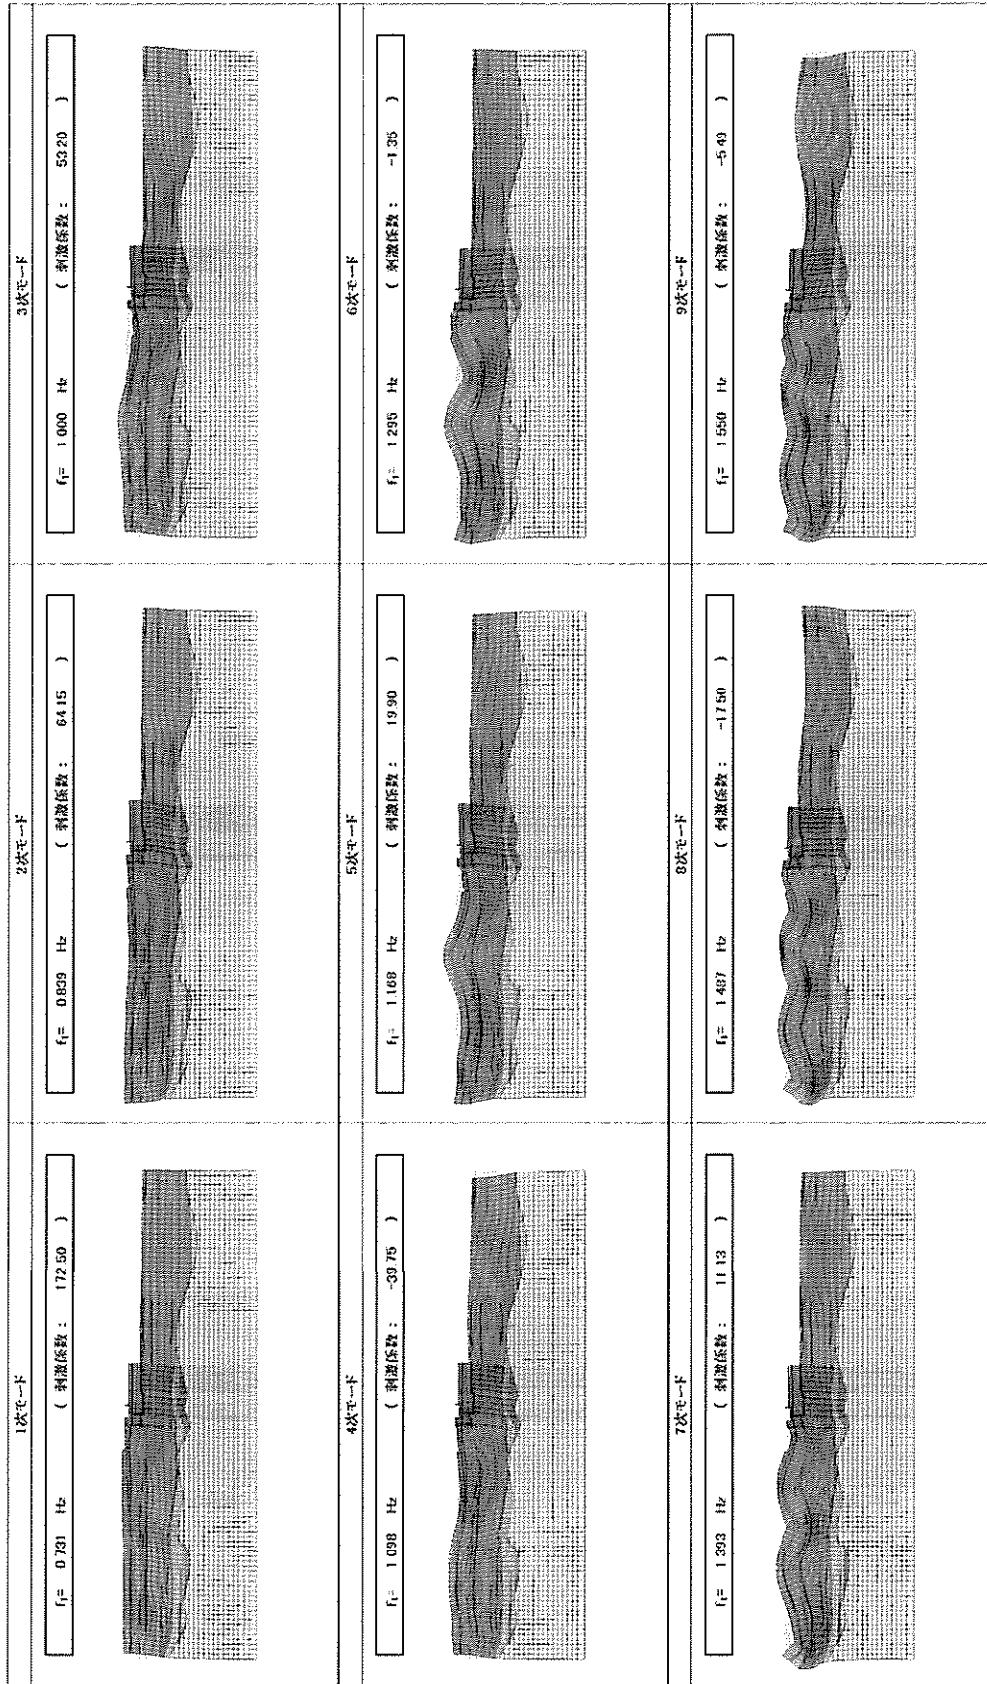 1次モード
f₁= 0.731 Hz ( 刺激係数 : 172.50 )
2次モード
f₁= 0.839 Hz ( 刺激係数 : 64.15 )
3次モード
f₁= 1.000 Hz ( 刺激係数 : 53.20 )
4次モード
f₁= 1.098 Hz ( 刺激係数 : -39.75 )
5次モード
f₁= 1.168 Hz ( 刺激係数 : 19.90 )
6次モード
f₁= 1.295 Hz ( 刺激係数 : -1.35 )
7次モード
f₁= 1.393 Hz ( 刺激係数 : 11.13 )
8次モード
f₁= 1.487 Hz ( 刺激係数 : -17.50 )
9次モード
f₁= 1.550 Hz ( 刺激係数 : -5.49 )